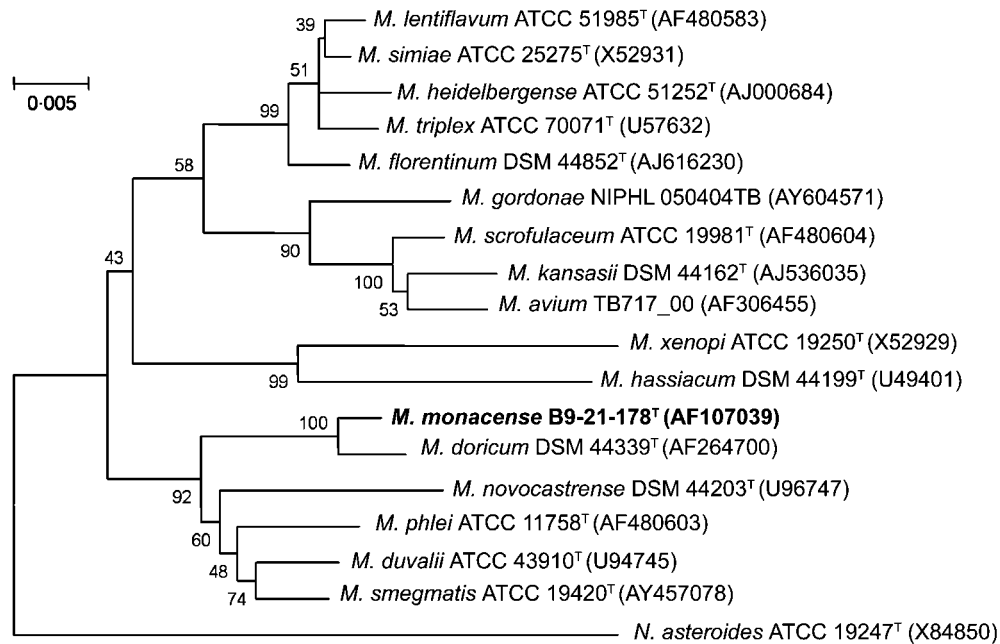 39
M. lentiflavum ATCC 51985ᵀ (AF480583)
M. simiae ATCC 25275ᵀ (X52931)
51
0·005
M. heidelbergense ATCC 51252ᵀ (AJ000684)
99
M. triplex ATCC 70071ᵀ (U57632)
58
M. florentinum DSM 44852ᵀ (AJ616230)
M. gordonae NIPHL 050404TB (AY604571)
90
M. scrofulaceum ATCC 19981ᵀ (AF480604)
43
100
M. kansasii DSM 44162ᵀ (AJ536035)
53
M. avium TB717_00 (AF306455)
M. xenopi ATCC 19250ᵀ (X52929)
99
M. hassiacum DSM 44199ᵀ (U49401)
100
M. monacense B9-21-178ᵀ (AF107039)
M. doricum DSM 44339ᵀ (AF264700)
92
M. novocastrense DSM 44203ᵀ (U96747)
60
M. phlei ATCC 11758ᵀ (AF480603)
48
M. duvalii ATCC 43910ᵀ (U94745)
74
M. smegmatis ATCC 19420ᵀ (AY457078)
N. asteroides ATCC 19247ᵀ (X84850)